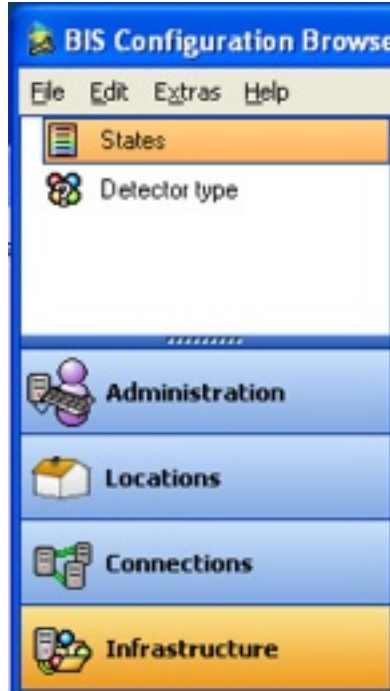 BIS Configuration Browse
File Edit Extras Help
States
Detector type
Administration
Locations
Connections
Infrastructure